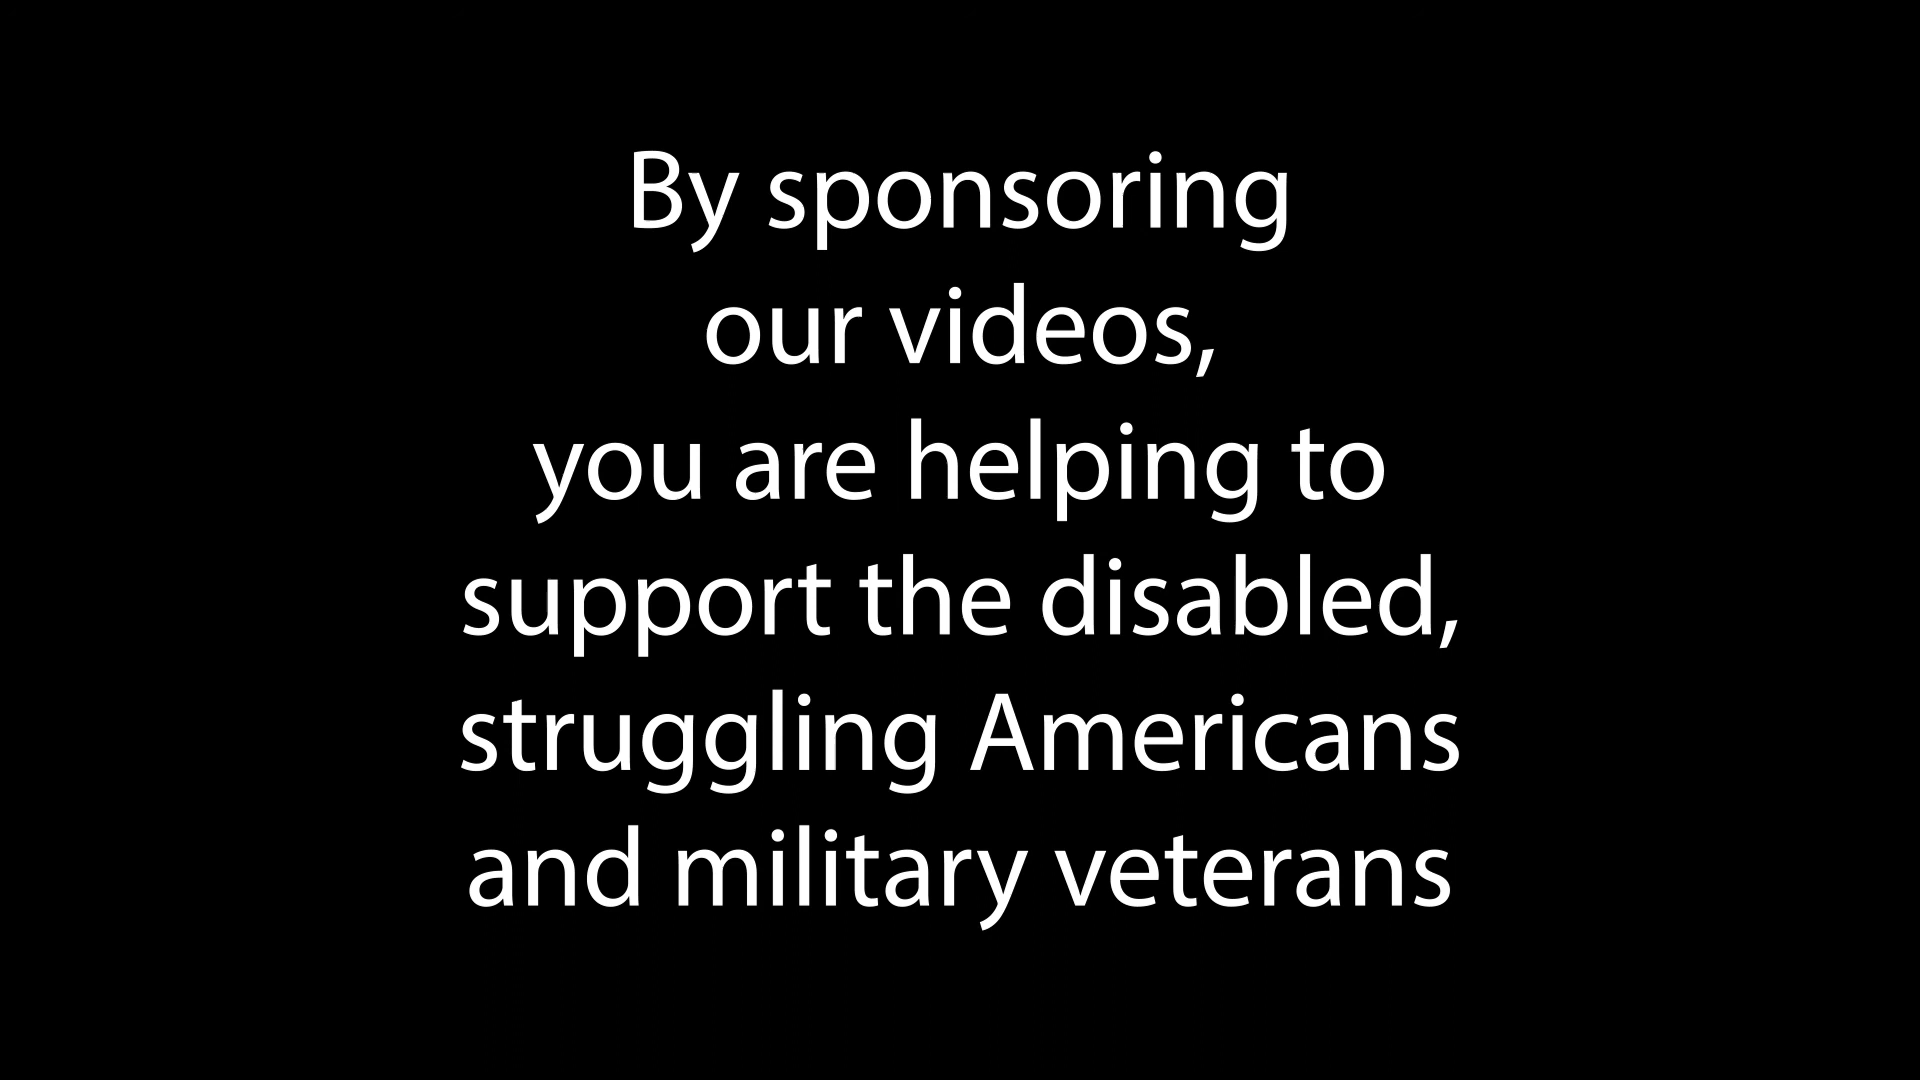 By sponsoring
our videos,
you are helping to
support the disabled,
struggling Americans
and military veterans